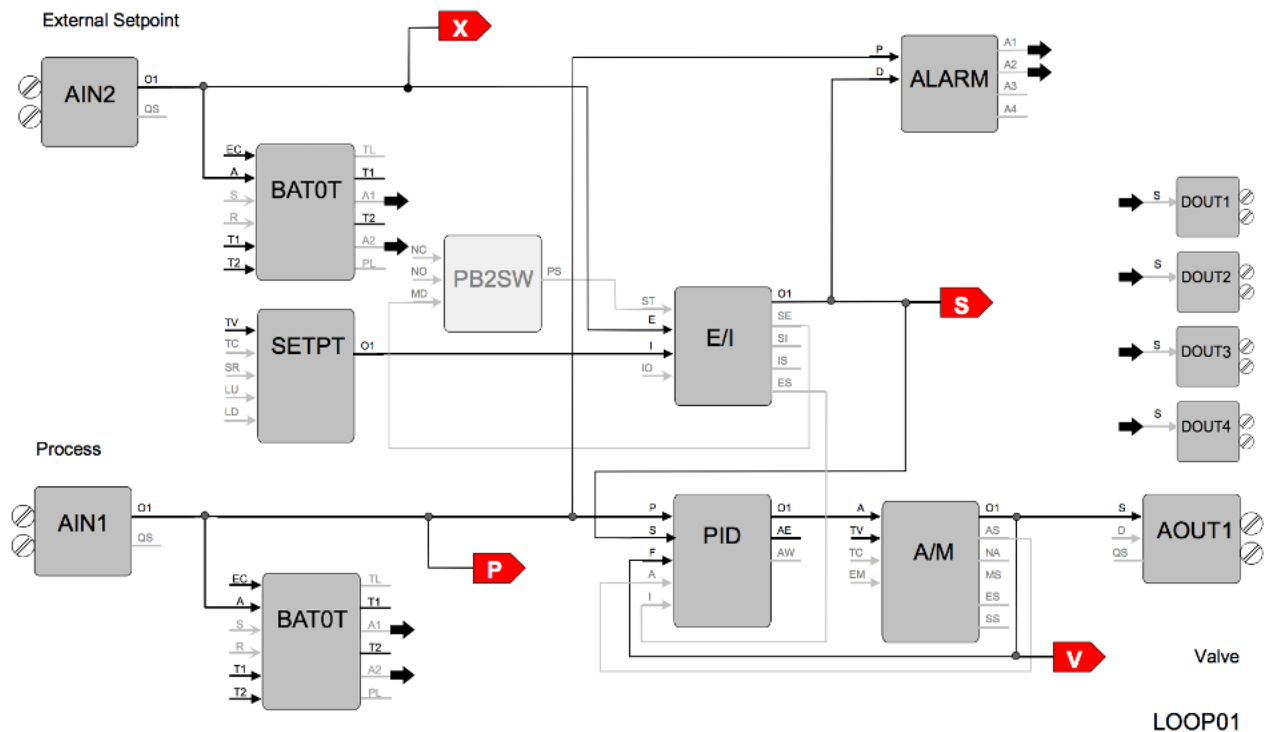 External Setpoint
X
AIN2
O1
QS
P
D
ALARM
A1
A2
A3
A4
EC
A
S
R
T1
T2
BAT0T
TL
T1
A1
T2
A2
PL
NC
NO
MD
PB2SW
PS
S
DOUT1
S
DOUT2
S
DOUT3
S
DOUT4
TV
TC
SR
LU
LD
SETPT
O1
ST
E
I
IO
E/I
O1
SE
SI
IS
ES
S
Process
AIN1
O1
QS
P
P
S
F
A
I
PID
O1
AE
AW
A
TV
TC
EM
A/M
O1
AS
NA
MS
ES
SS
S
D
QS
AOUT1
EC
A
S
R
T1
T2
BAT0T
TL
T1
A1
T2
A2
PL
V
Valve
LOOP01